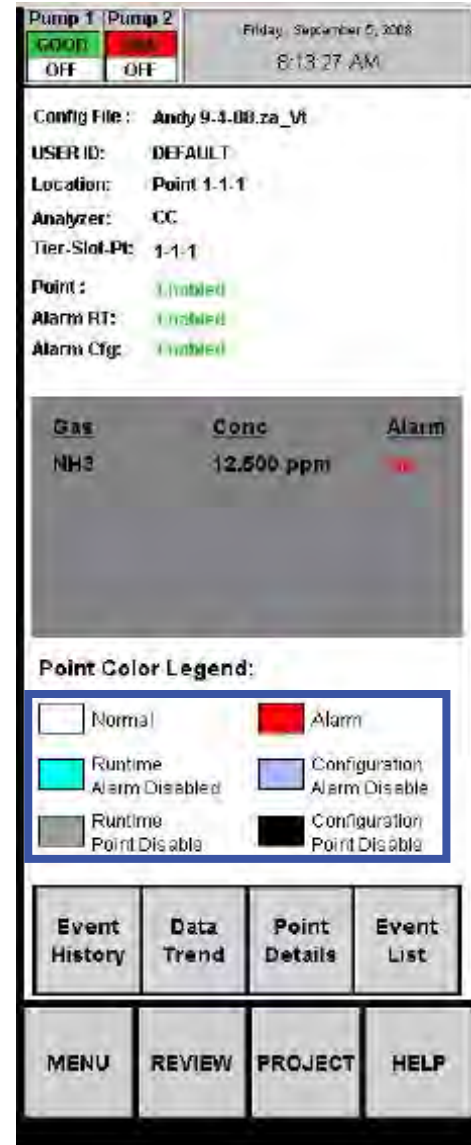 Pump 1 Pump 2
GOOD
OFF OFF
Friday, September 5, 2008
8:13:27 AM
Config File: Andy 9-4-08.za_Vt
USER ID: DEFAULT
Location: Point 1-1-1
Analyzer: CC
Tier-Slot-Pt: 1-1-1
Point: Enabled
Alarm RT: Enabled
Alarm Cfg: Enabled
Gas Conc Alarm
NH3 12.500 ppm
Point Color Legend:
Normal Alarm
Runtime Alarm Disabled
Configuration Alarm Disable
Runtime Point Disable
Configuration Point Disable
Event History
Data Trend
Point Details
Event List
MENU REVIEW PROJECT HELP